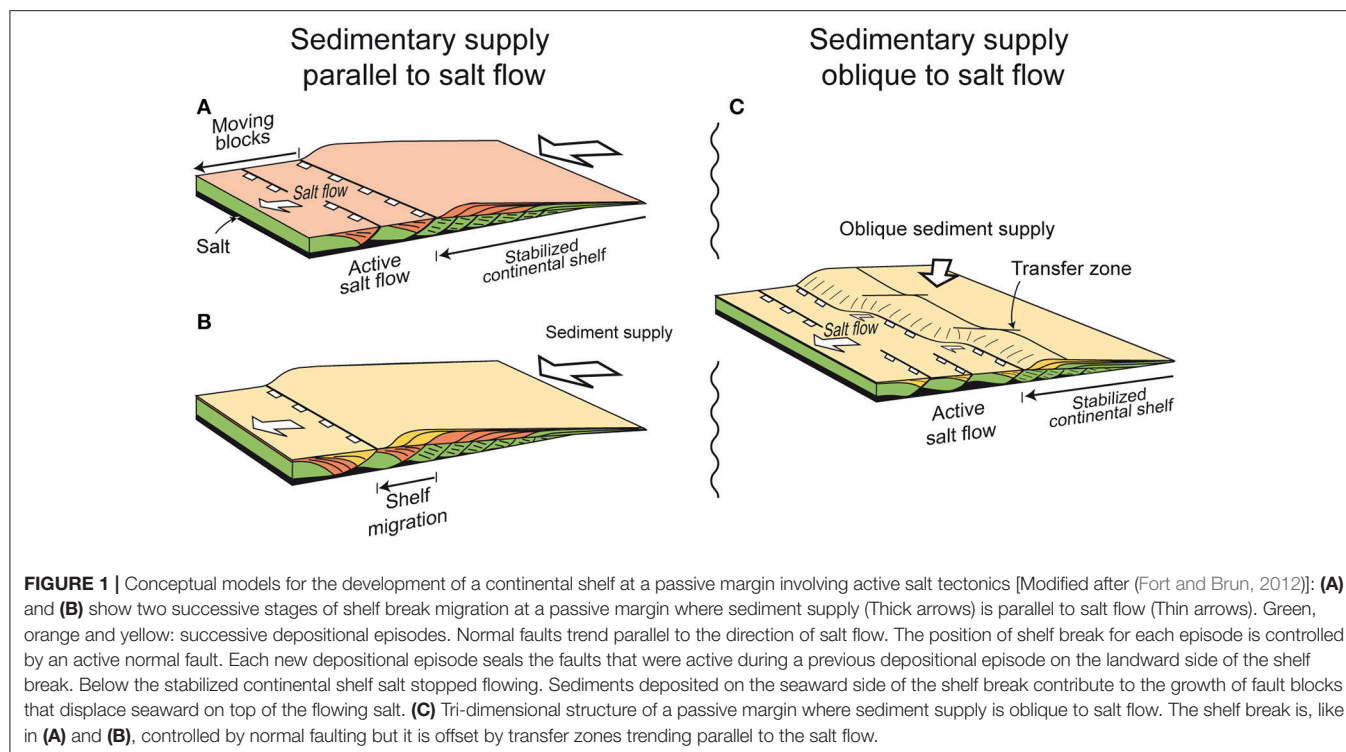 Sedimentary supply
parallel to salt flow
Sedimentary supply
oblique to salt flow
A
Moving
blocks
Salt flow
Salt
Active
salt flow
Stabilized
continental shelf
B
Sediment supply
Shelf
migration
C
Oblique sediment supply
Transfer zone
Salt flow
Active
salt flow
Stabilized
continental shelf
FIGURE 1 | Conceptual models for the development of a continental shelf at a passive margin involving active salt tectonics [Modified after (Fort and Brun, 2012)]: (A)
and (B) show two successive stages of shelf break migration at a passive margin where sediment supply (Thick arrows) is parallel to salt flow (Thin arrows). Green,
orange and yellow: successive depositional episodes. Normal faults trend parallel to the direction of salt flow. The position of shelf break for each episode is controlled
by an active normal fault. Each new depositional episode seals the faults that were active during a previous depositional episode on the landward side of the shelf
break. Below the stabilized continental shelf salt stopped flowing. Sediments deposited on the seaward side of the shelf break contribute to the growth of fault blocks
that displace seaward on top of the flowing salt. (C) Tri-dimensional structure of a passive margin where sediment supply is oblique to salt flow. The shelf break is, like
in (A) and (B), controlled by normal faulting but it is offset by transfer zones trending parallel to the salt flow.